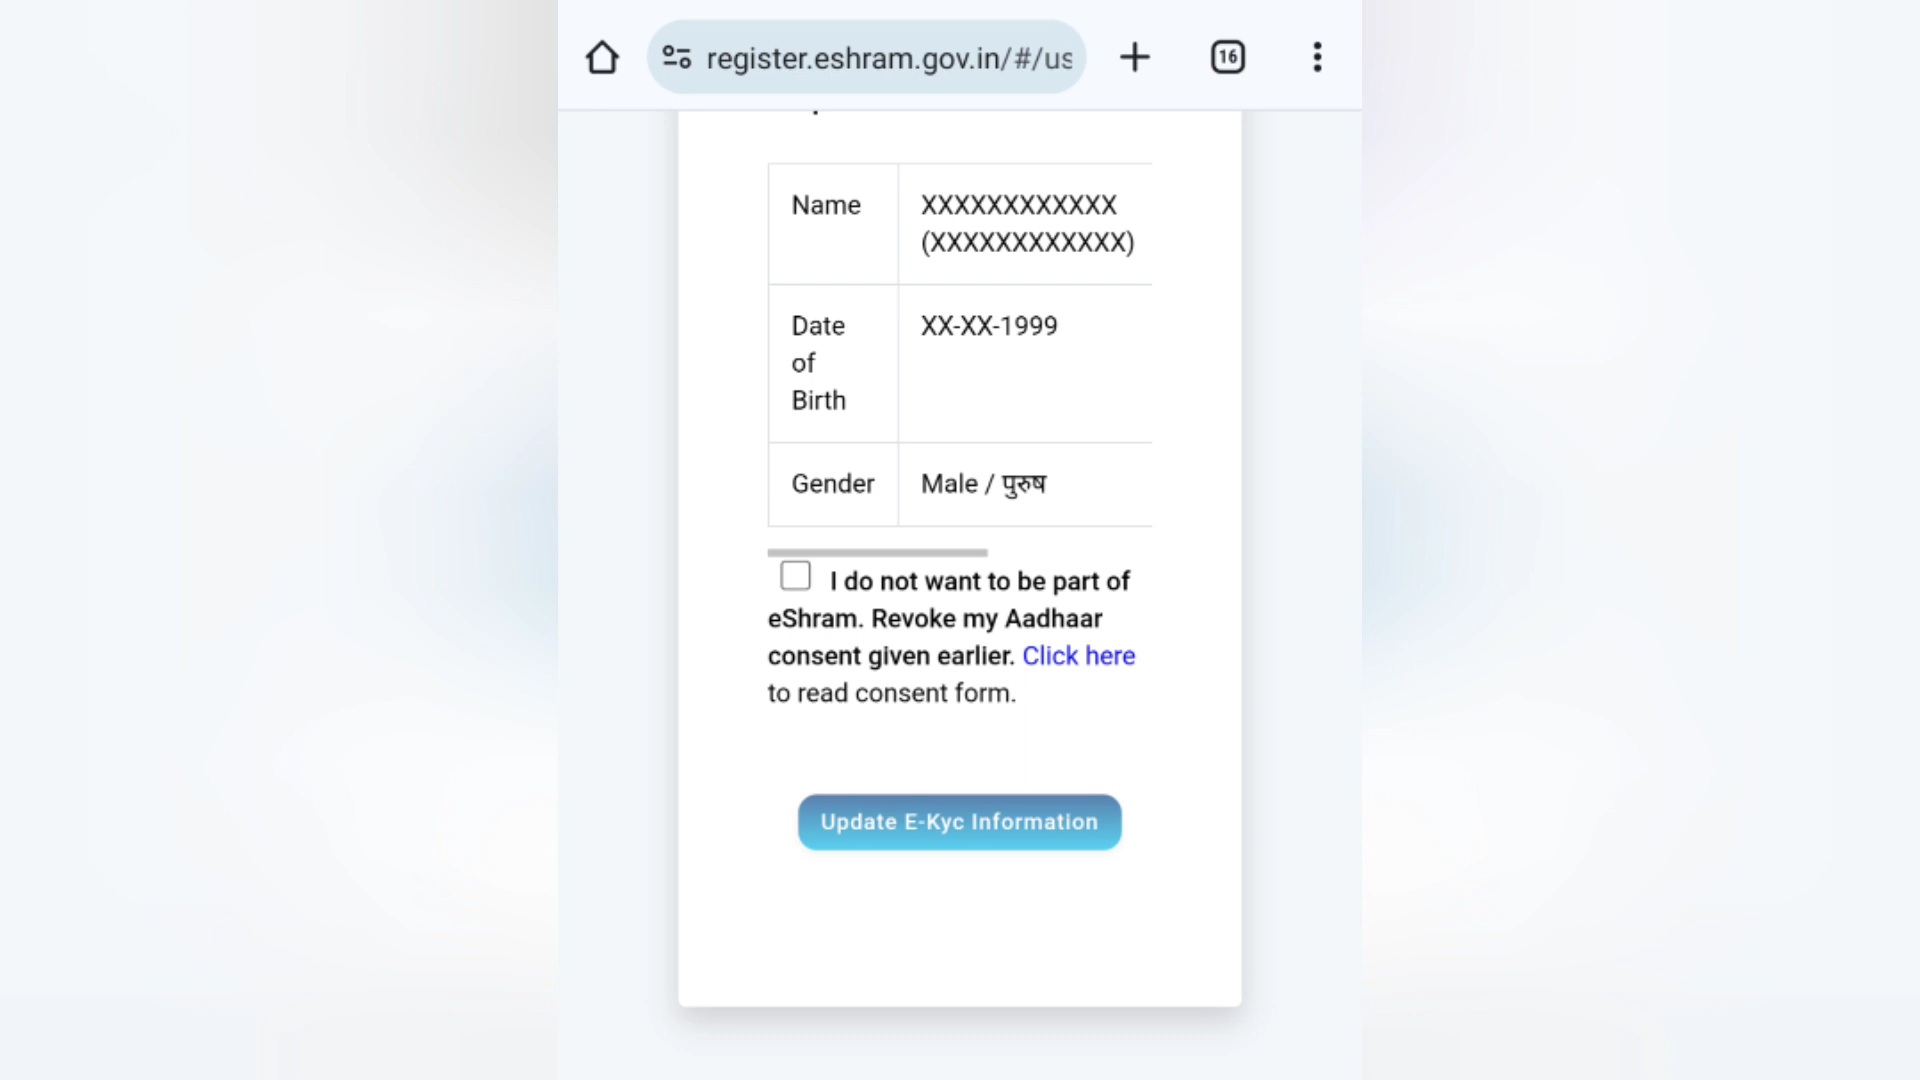 register.eshram.gov.in/#/us
16
Name
XXXXXXXXXXXX
(XXXXXXXXXXXX)
Date
of
Birth
XX-XX-1999
Gender
Male / पुरुष
I do not want to be part of
eShram. Revoke my Aadhaar
consent given earlier. Click here
to read consent form.
Update E-Kyc Information